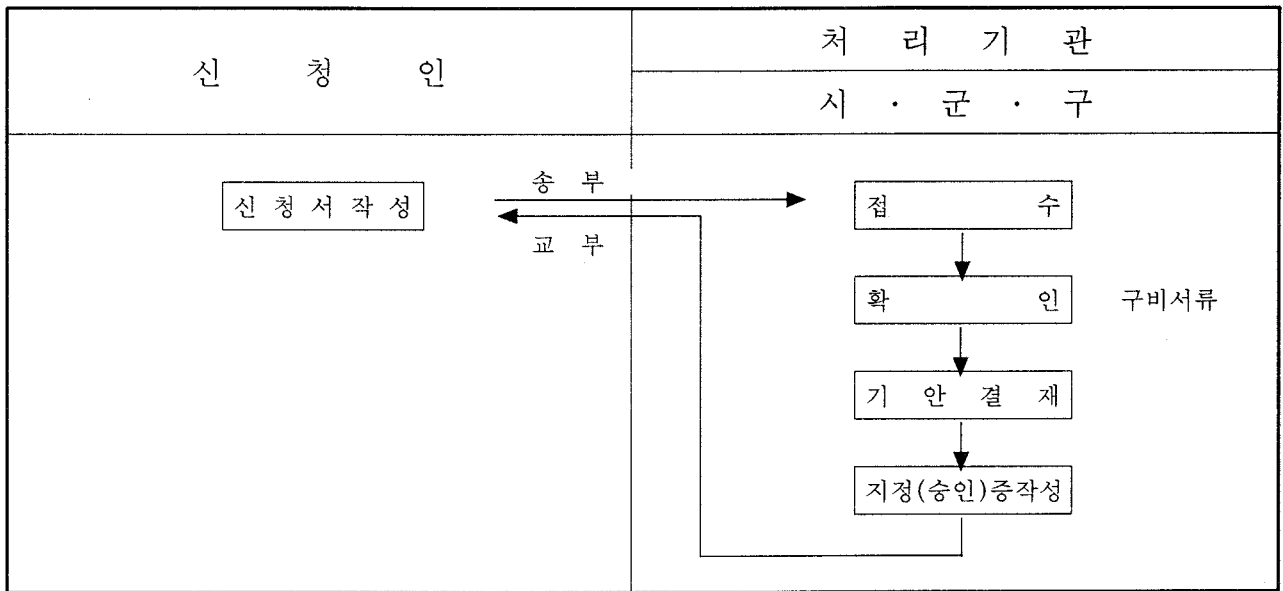 신 청 인
처 리 기 관
시 · 군 · 구
신 청 서 작 성
송 부
교 부
접 수
확 인
구비서류
기 안 결 재
지정(승인)증작성